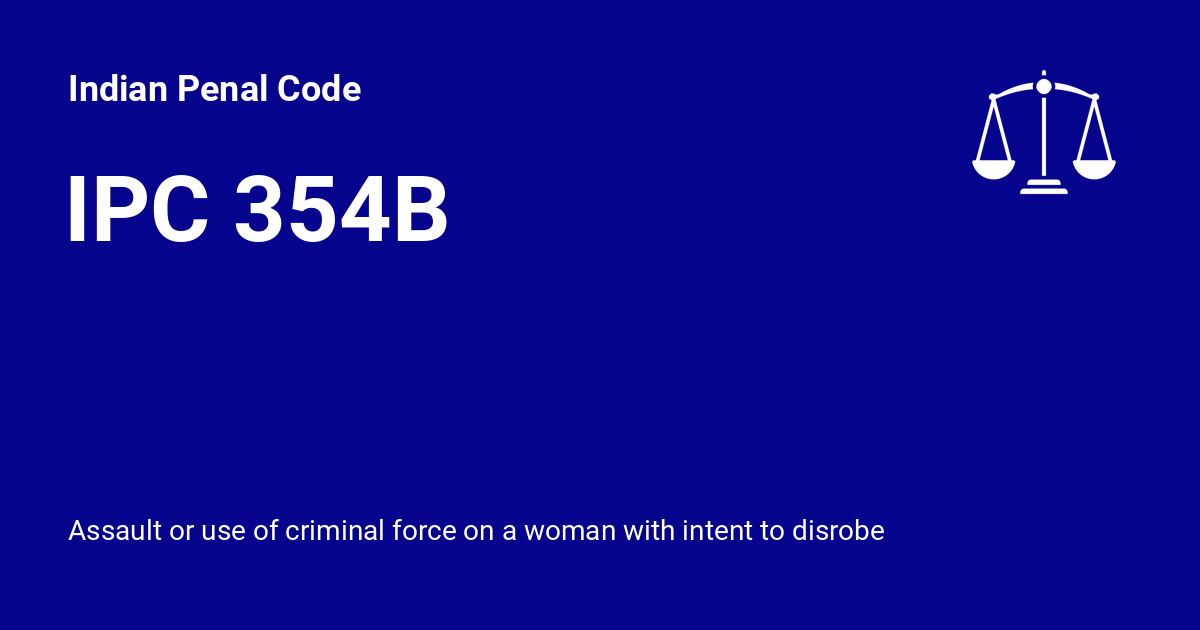 Indian Penal Code
IPC 354B
Assault or use of criminal force on a woman with intent to disrobe